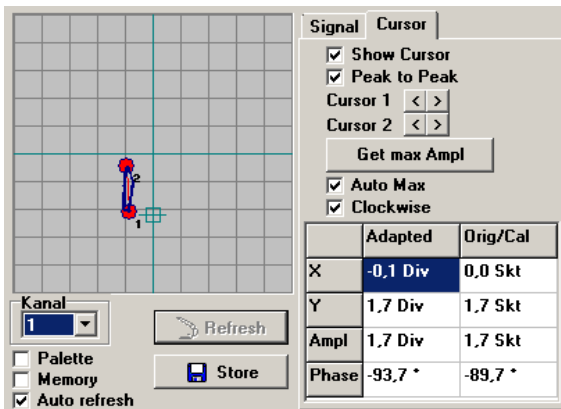 Signal Cursor
Show Cursor
Peak to Peak
Cursor 1 < >
Cursor 2 < >
Get max Ampl
Auto Max
Clockwise
2
1
Adapted Orig/Cal
X -0,1 Div 0,0 Skt
Y 1,7 Div 1,7 Skt
Ampl 1,7 Div 1,7 Skt
Phase -93,7 ° -89,7 °
Kanal
1
Refresh
Palette
Memory
Store
Auto refresh